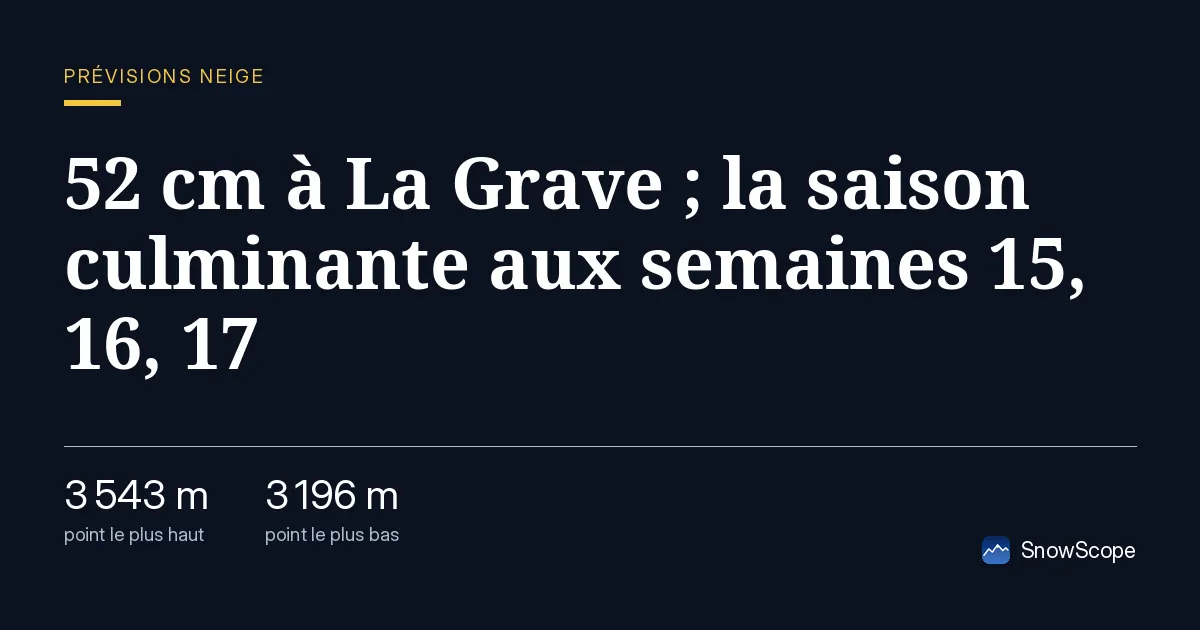 PRÉVISIONS NEIGE
52 cm à La Grave ; la saison
culminante aux semaines 15,
16, 17
3 543 m
3 196 m
point le plus haut
point le plus bas
SnowScope